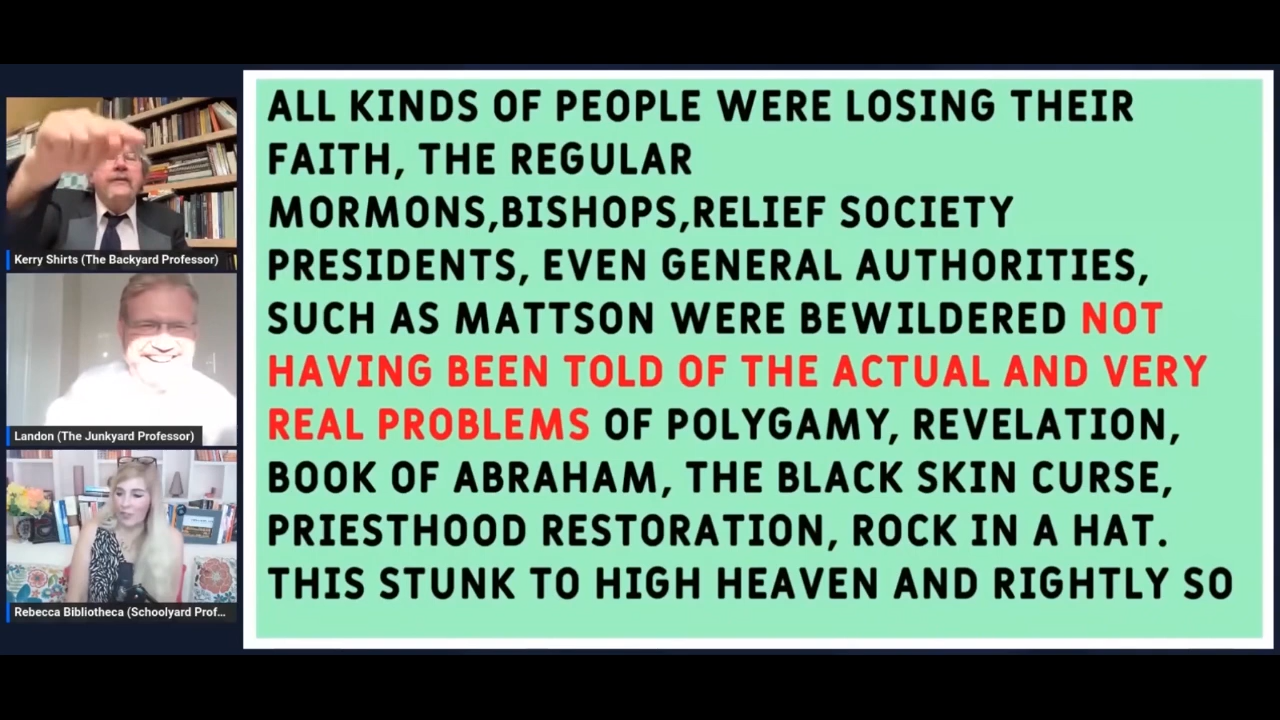 ALL KINDS OF PEOPLE WERE LOSING THEIR
FAITH, THE REGULAR
MORMONS,BISHOPS,RELIEF SOCIETY
PRESIDENTS, EVEN GENERAL AUTHORITIES,
SUCH AS MATTSON WERE BEWILDERED NOT
HAVING BEEN TOLD OF THE ACTUAL AND VERY
REAL PROBLEMS OF POLYGAMY, REVELATION,
BOOK OF ABRAHAM, THE BLACK SKIN CURSE,
PRIESTHOOD RESTORATION, ROCK IN A HAT.
THIS STUNK TO HIGH HEAVEN AND RIGHTLY SO
Kerry Shirts (The Backyard Professor)
Landon (The Junkyard Professor)
Rebecca Bibliotheca (Schoolyard Prof...